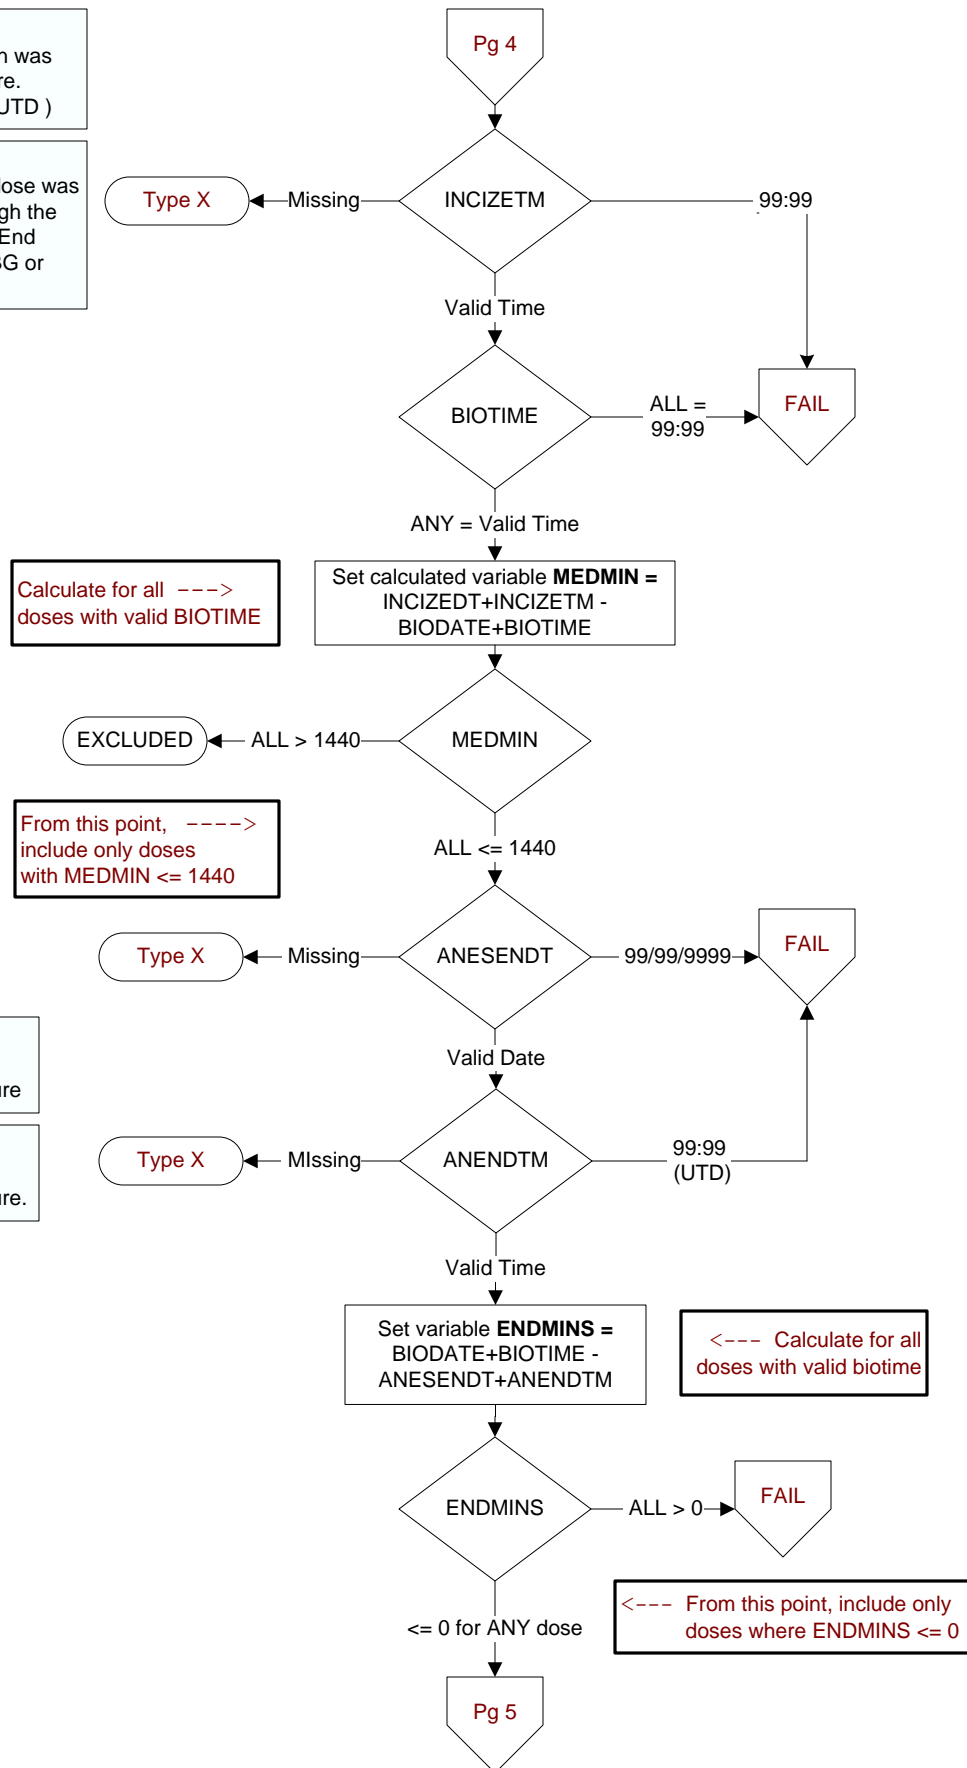 Pg 4
n was
re.
UTD )
dose was
gh the
End
BG or
Type X
Missing
INCIZETM
99:99
Valid Time
BIOTIME
ALL =
99:99
FAIL
ANY = Valid Time
Calculate for all --->
doses with valid BIOTIME
Set calculated variable MEDMIN =
INCIZEDT+INCIZETM -
BIODATE+BIOTIME
EXCLUDED
ALL > 1440
MEDMIN
From this point, ---->
include only doses
with MEDMIN <= 1440
ALL <= 1440
Type X
Missing
ANESENDT
99/99/9999
FAIL
Valid Date
ure
Type X
MIssing
ANENDTM
99:99
(UTD)
ure.
Valid Time
Set variable ENDMINS =
BIODATE+BIOTIME -
ANESENDT+ANENDTM
<--- Calculate for all
doses with valid biotime
ENDMINS
ALL > 0
FAIL
<--- From this point, include only
doses where ENDMINS <= 0
<= 0 for ANY dose
Pg 5